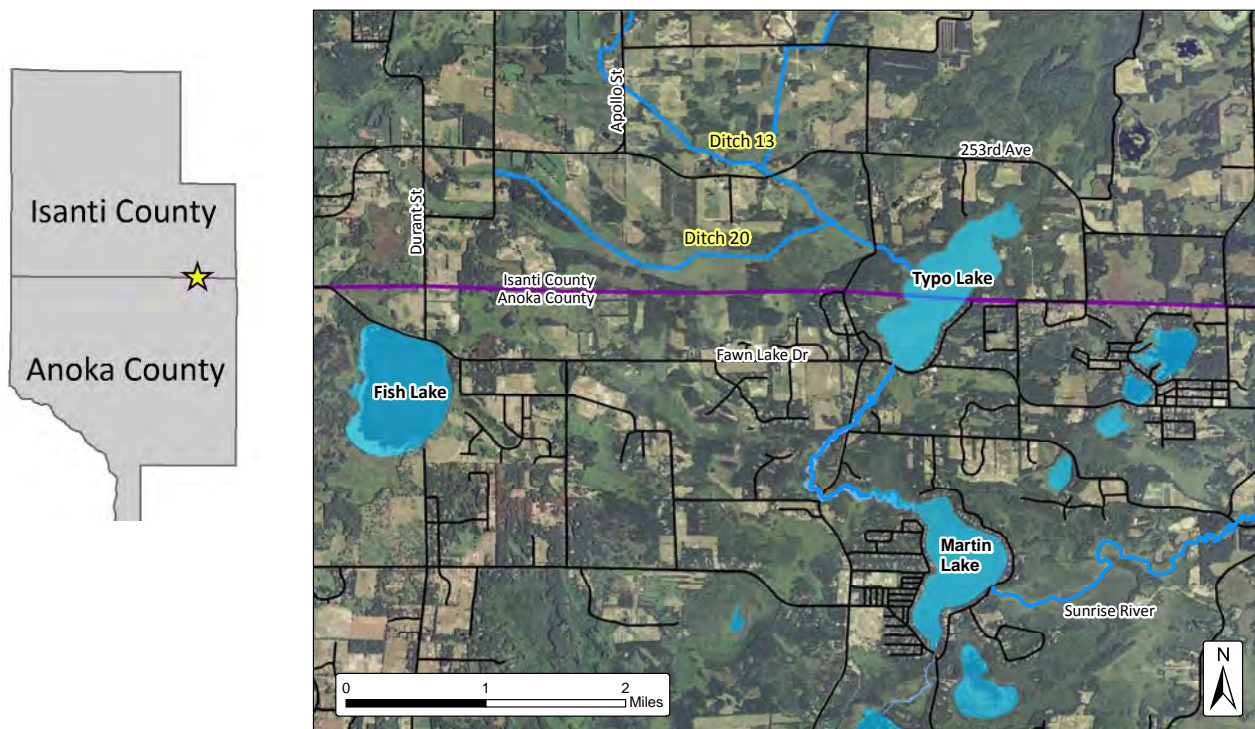 Isanti County
Anoka County
Apollo St
Ditch 13
253rd Ave
Durant St
Ditch 20
Isanti County
Anoka County
Typo Lake
Fawn Lake Dr
Fish Lake
Martin
Lake
Sunrise River
0 1 2
Miles
N